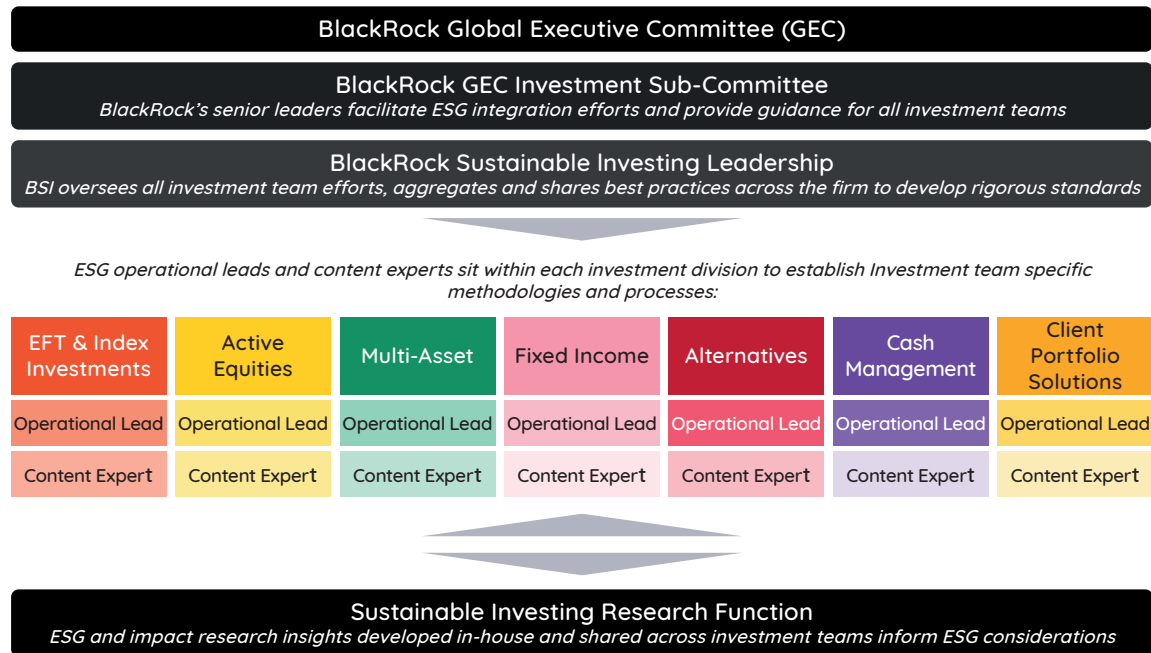 BlackRock Global Executive Committee (GEC)
BlackRock GEC Investment Sub-Committee
BlackRock's senior leaders facilitate ESG integration efforts and provide guidance for all investment teams
BlackRock Sustainable Investing Leadership
BSI oversees all investment team efforts, aggregates and shares best practices across the firm to develop rigorous standards
ESG operational leads and content experts sit within each investment division to establish Investment team specific
methodologies and processes:
EFT & Index
Investments
Active
Equities
Multi-Asset
Fixed Income
Alternatives
Cash
Management
Client
Portfolio
Solutions
Operational Lead
Operational Lead
Operational Lead
Operational Lead
Operational Lead
Operational Lead
Operational Lead
Content Expert
Content Expert
Content Expert
Content Expert
Content Expert
Content Expert
Content Expert
Sustainable Investing Research Function
ESG and impact research insights developed in-house and shared across investment teams inform ESG considerations